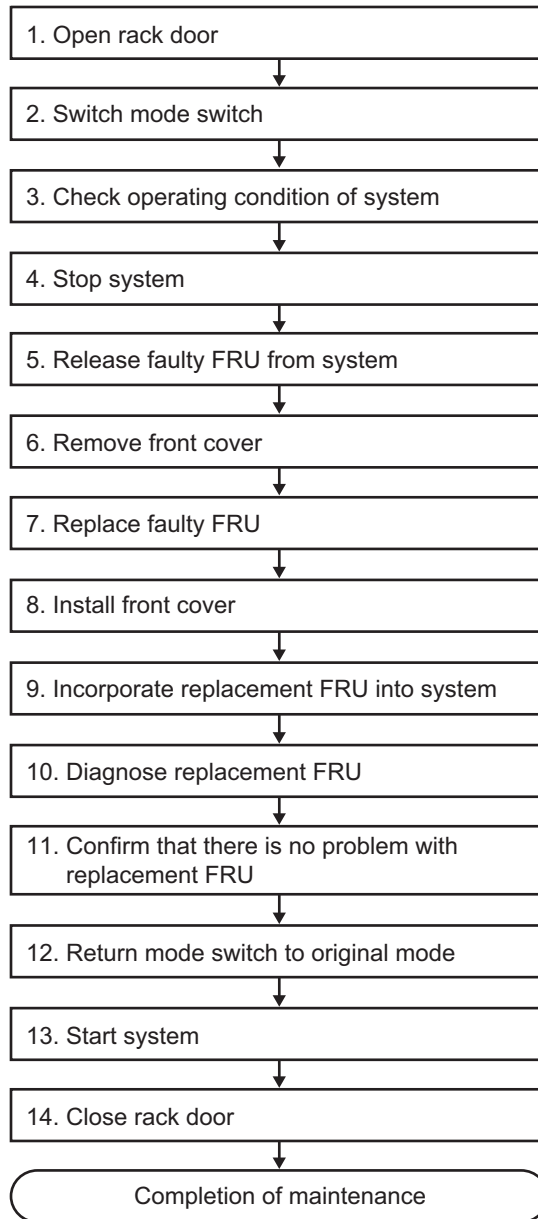 1. Open rack door
2. Switch mode switch
3. Check operating condition of system
4. Stop system
5. Release faulty FRU from system
6. Remove front cover
7. Replace faulty FRU
8. Install front cover
9. Incorporate replacement FRU into system
10. Diagnose replacement FRU
11. Confirm that there is no problem with
replacement FRU
12. Return mode switch to original mode
13. Start system
14. Close rack door
Completion of maintenance